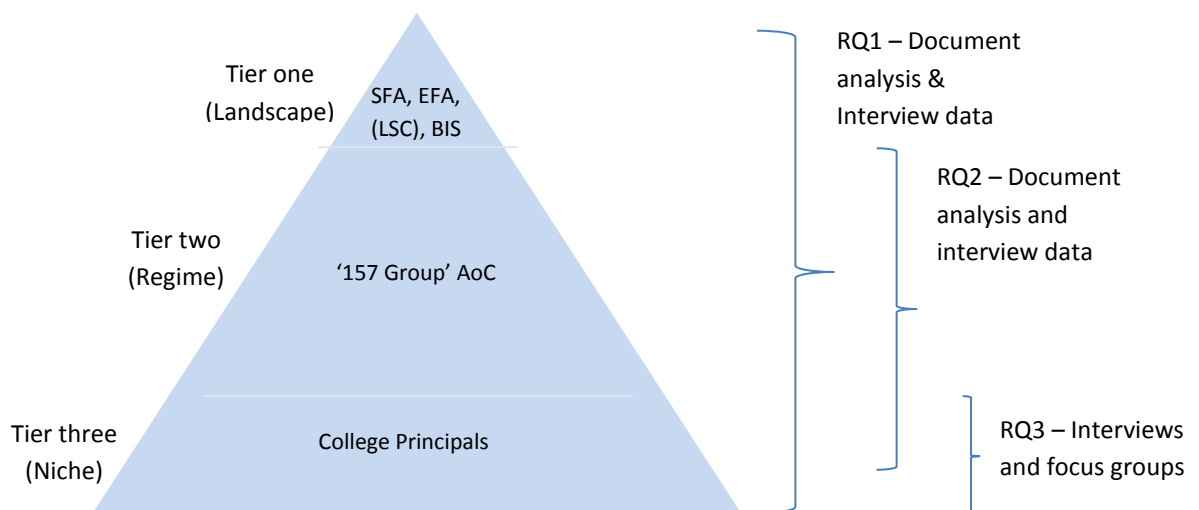 Tier one
(Landscape)
SFA, EFA,
(LSC), BIS
RQ1 – Document
analysis &
Interview data
RQ2 – Document
analysis and
interview data
Tier two
(Regime)
‘157 Group’ AoC
Tier three
(Niche)
College Principals
RQ3 – Interviews
and focus groups